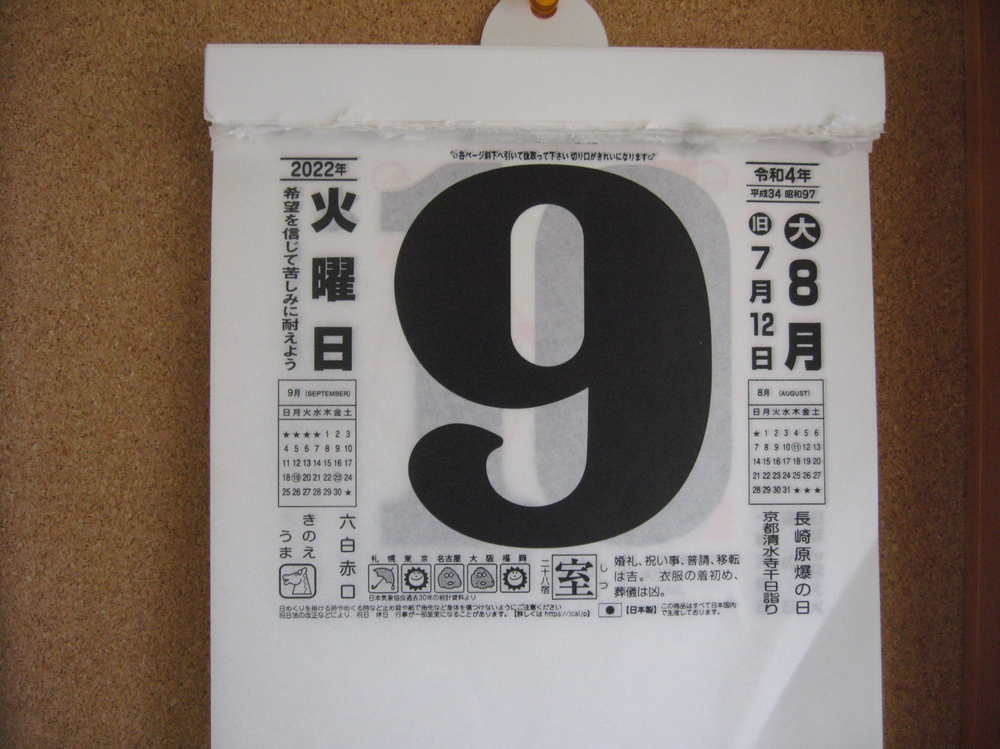 ☜各ページ斜下へ引いて抜取って下さい 切り口がきれいになります☞
令和4年
平成34 昭和97
大
8月
旧
7月12日
9
2022年
火曜日
希望を信じて苦しみに耐えよう
8月 (AUGUST)
日 月 火 水 木 金 土
★ 1 2 3 4 5 6
7 8 9 10 11 12 13
14 15 16 17 18 19 20
21 22 23 24 25 26 27
28 29 30 31 ★ ★ ★
9月 (SEPTEMBER)
日 月 火 水 木 金 土
★ ★ ★ ★ 1 2 3
4 5 6 7 8 9 10
11 12 13 14 15 16 17
18 19 20 21 22 23 24
25 26 27 28 29 30 ★
長崎原爆の日
京都清水寺千日詣り
婚礼、祝い事、普請、移転
は吉。 衣服の着初め、
葬儀は凶。
しつ
室
二十八宿
札幌 東京 名古屋 大阪 福岡
日本気象協会過去30年の統計資料より
六白 赤口
きのえ
うま
日めくりを掛ける時やめくる時など止め具や紙で指先など身体を傷つけないようにご注意ください
祝日法の改正などにより、祝日 休日 行事が一部変更になることがあります。【詳しくは https://jcal.jp】
【日本製】
この商品はすべて日本国内
で生産しております。